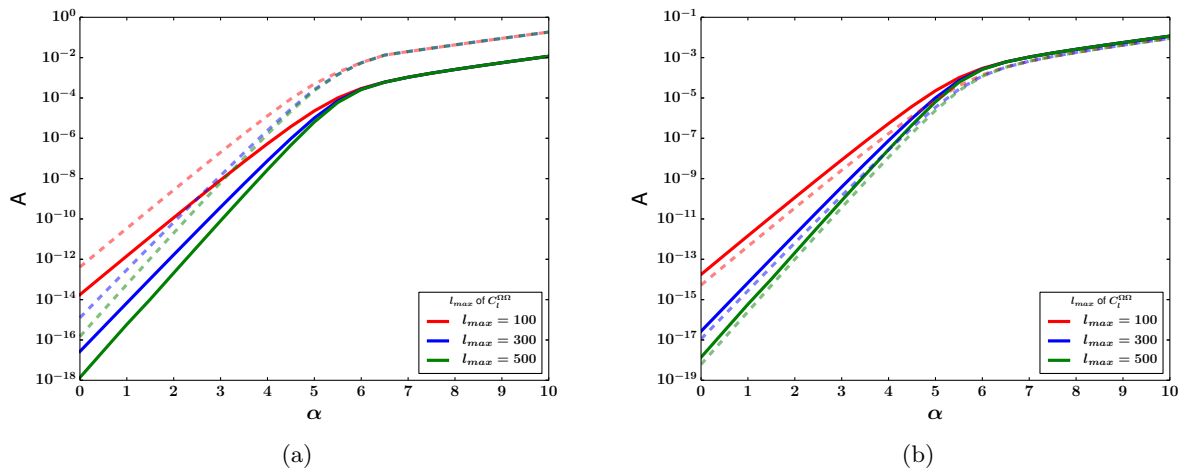 10^0
10^-2
10^-4
10^-6
10^-8
10^-10
10^-12
10^-14
10^-16
10^-18
A
0 1 2 3 4 5 6 7 8 9 10
α
l_max of C_l^ΩΩ
l_max = 100
l_max = 300
l_max = 500
(a)
10^-1
10^-3
10^-5
10^-7
10^-9
10^-11
10^-13
10^-15
10^-17
10^-19
A
0 1 2 3 4 5 6 7 8 9 10
α
l_max of C_l^ΩΩ
l_max = 100
l_max = 300
l_max = 500
(b)